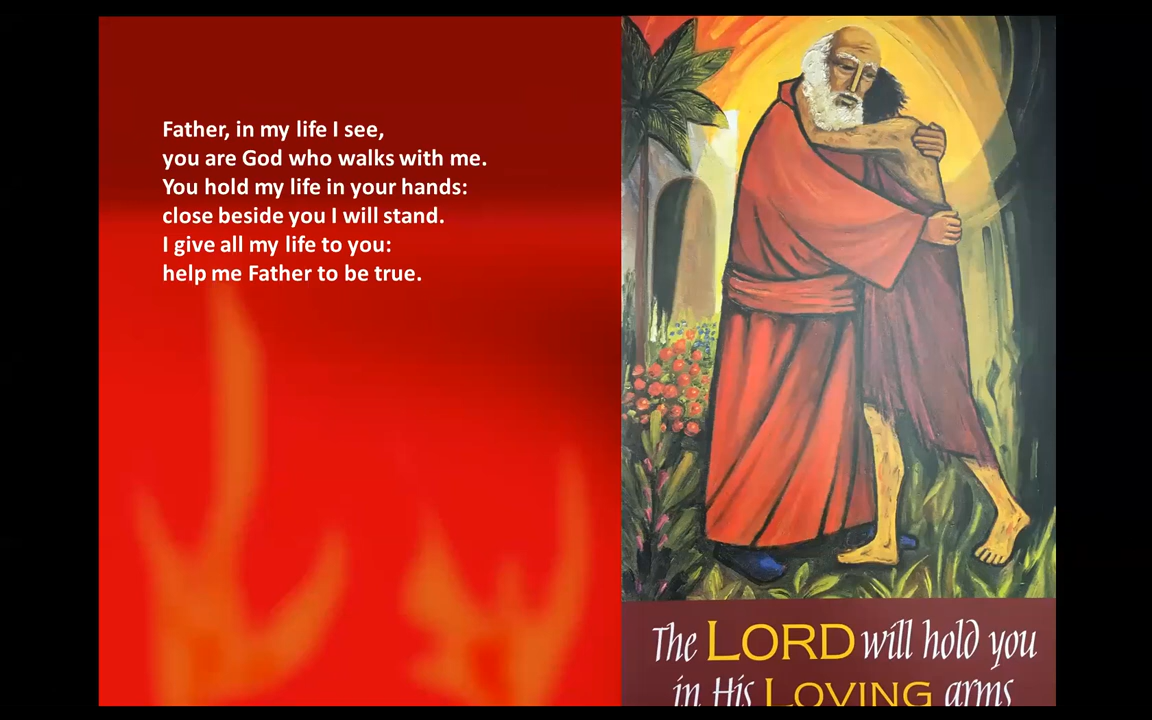 Father, in my life I see,
you are God who walks with me.
You hold my life in your hands:
close beside you I will stand.
I give all my life to you:
help me Father to be true.
The LORD will hold you
in His LOVING arms